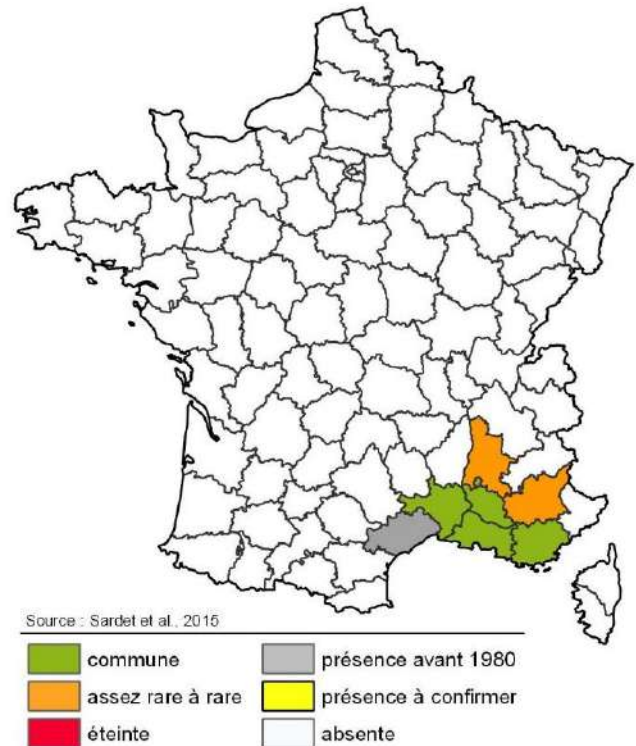 Source : Sardet et al., 2015
commune
présence avant 1980
assez rare à rare
présence à confirmer
éteinte
absente